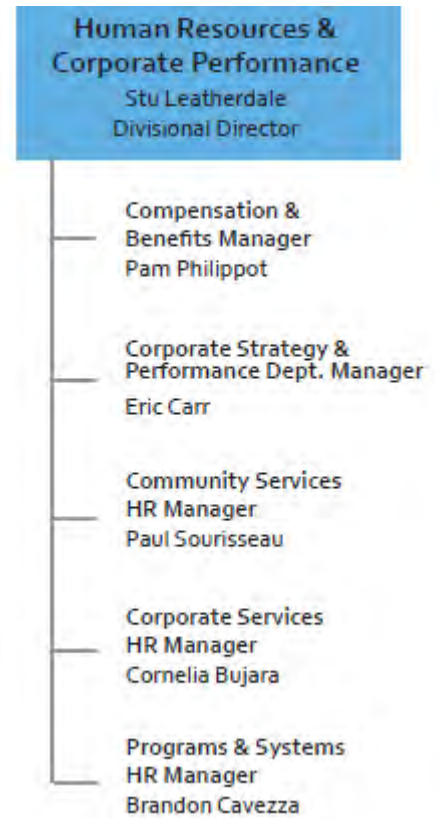 Human Resources &
Corporate Performance
Stu Leatherdale
Divisional Director
Compensation &
Benefits Manager
Pam Philippot
Corporate Strategy &
Performance Dept. Manager
Eric Carr
Community Services
HR Manager
Paul Sourisseau
Corporate Services
HR Manager
Cornelia Bujara
Programs & Systems
HR Manager
Brandon Cavezza